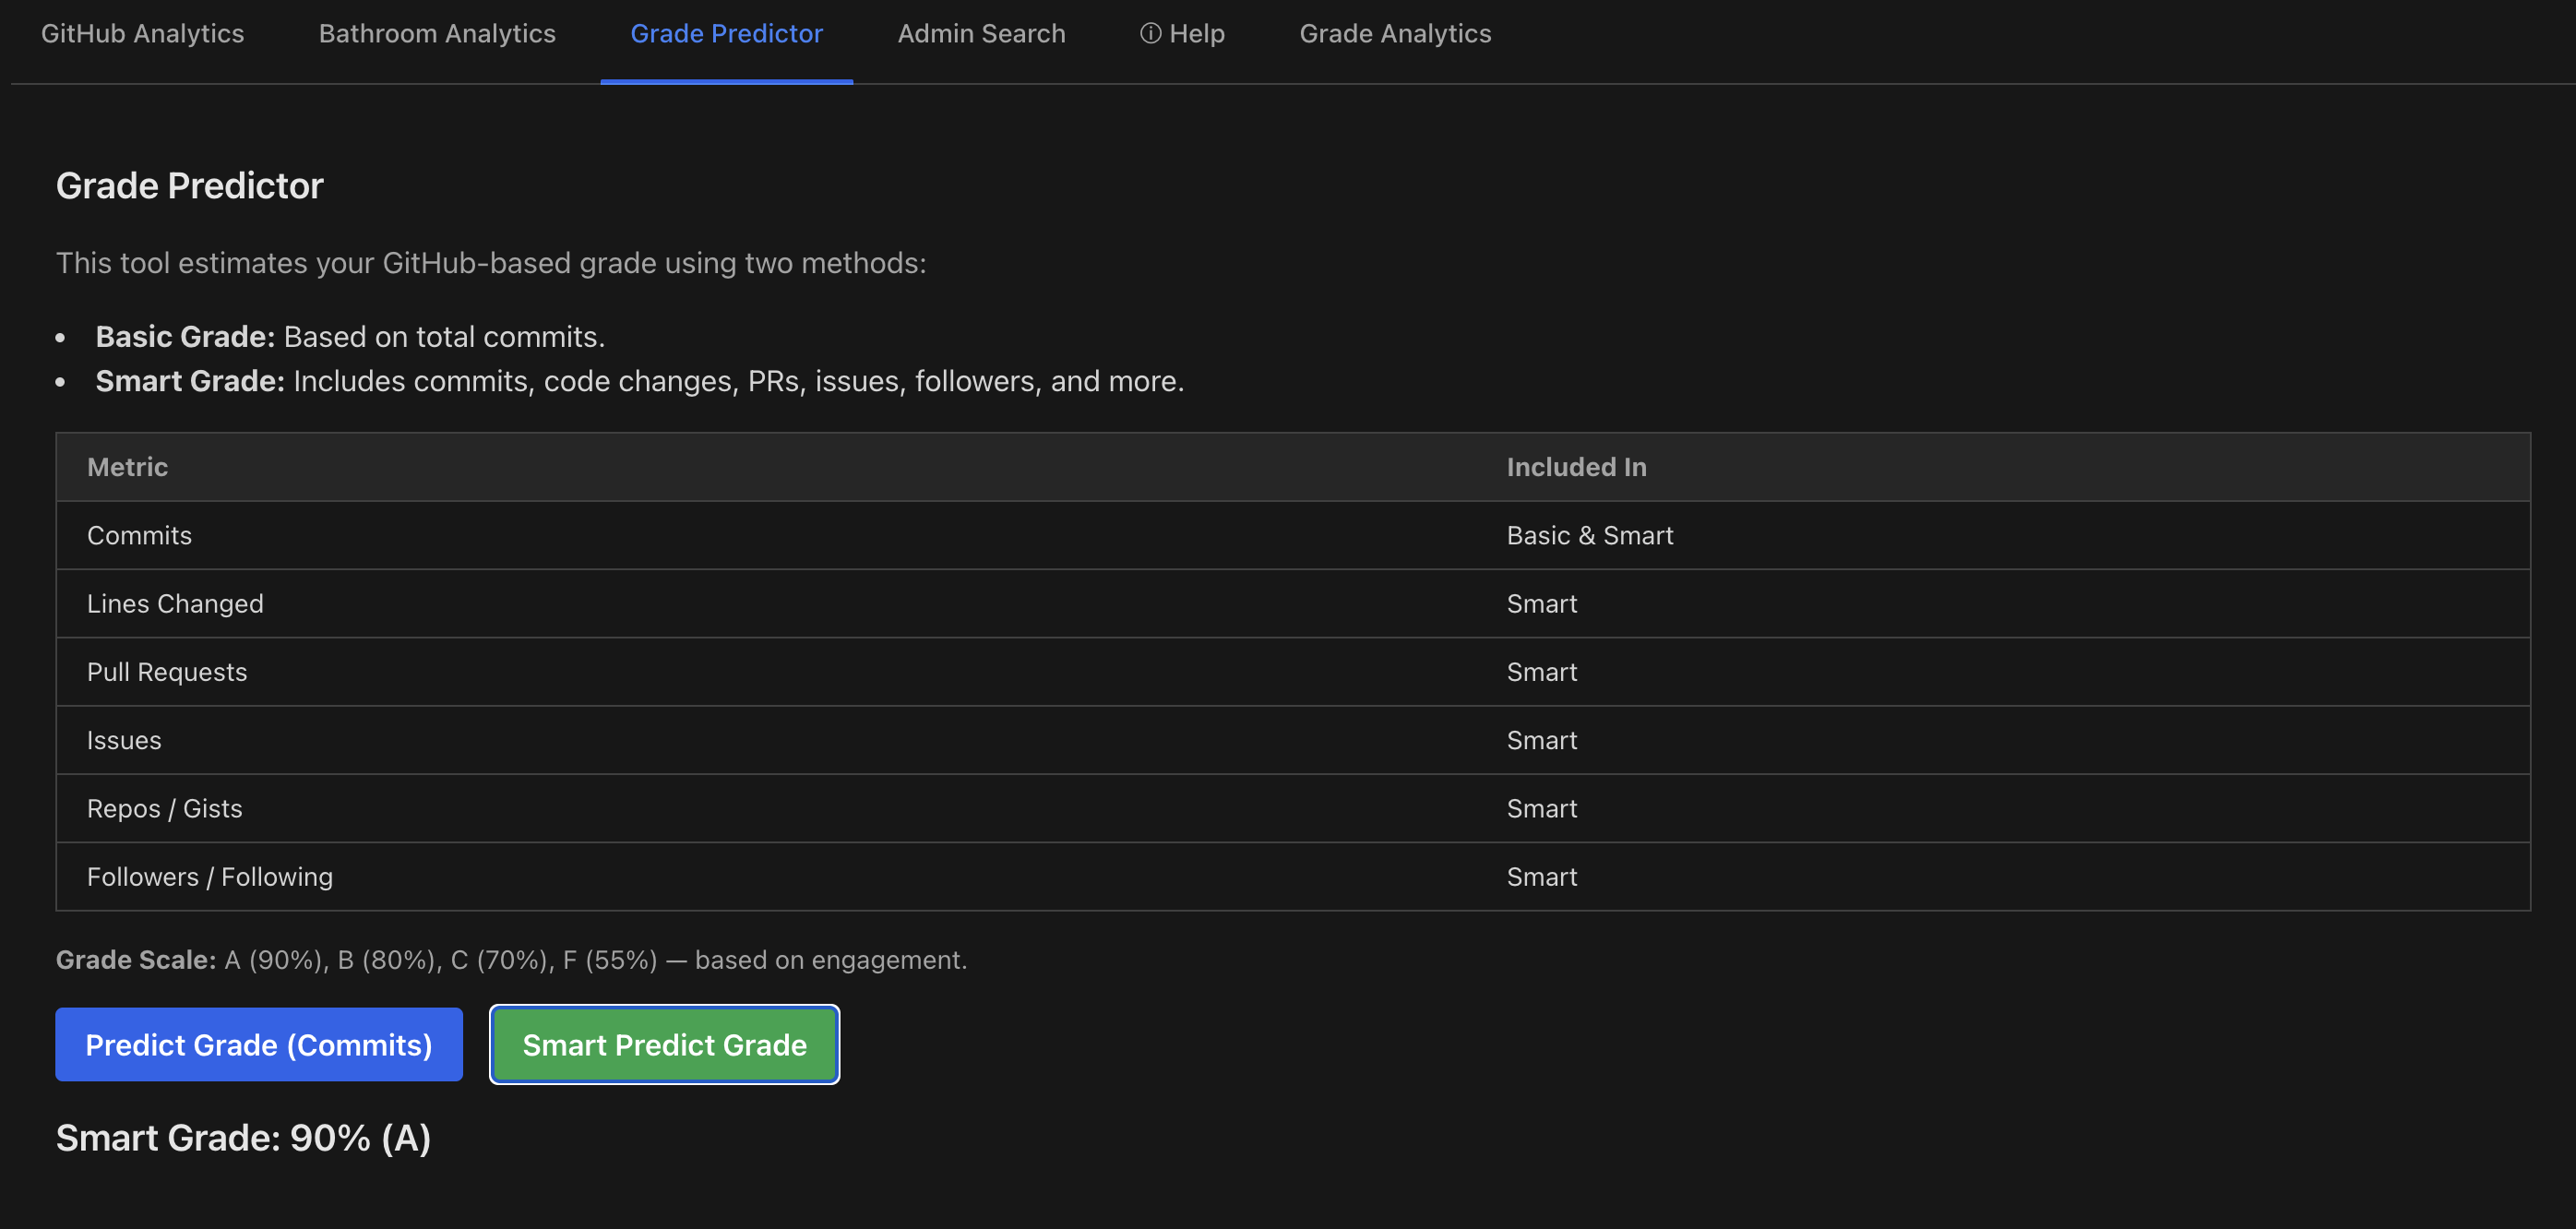 GitHub Analytics Bathroom Analytics Grade Predictor Admin Search ⓘ Help Grade Analytics
Grade Predictor
This tool estimates your GitHub-based grade using two methods:
• Basic Grade: Based on total commits.
• Smart Grade: Includes commits, code changes, PRs, issues, followers, and more.
Metric Included In
Commits Basic & Smart
Lines Changed Smart
Pull Requests Smart
Issues Smart
Repos / Gists Smart
Followers / Following Smart
Grade Scale: A (90%), B (80%), C (70%), F (55%) — based on engagement.
Predict Grade (Commits) Smart Predict Grade
Smart Grade: 90% (A)